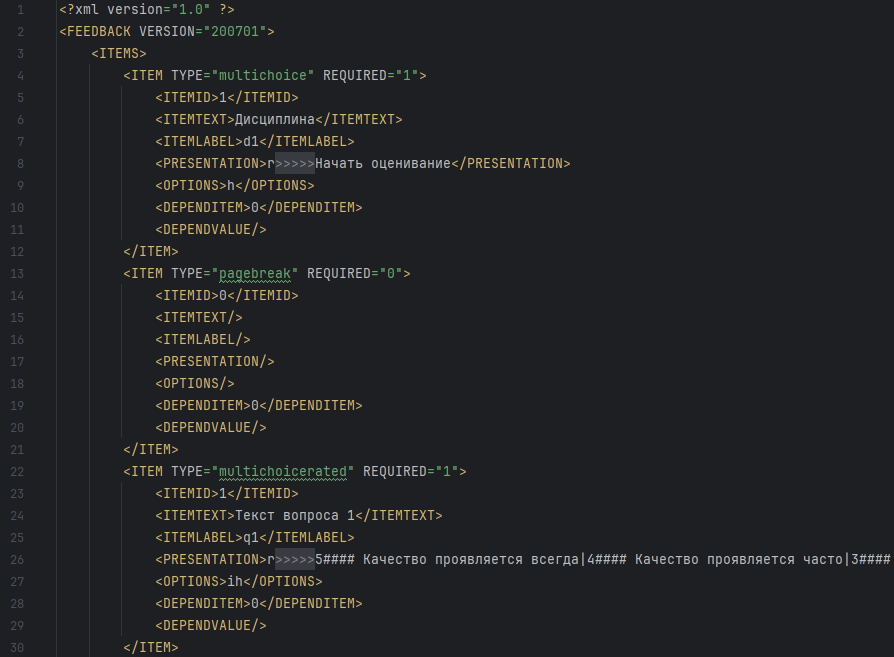 1 <?xml version="1.0" ?>
2 <FEEDBACK VERSION="200701">
3 <ITEMS>
4 <ITEM TYPE="multichoice" REQUIRED="1">
5 <ITEMID>1</ITEMID>
6 <ITEMTEXT>Дисциплина</ITEMTEXT>
7 <ITEMLABEL>d1</ITEMLABEL>
8 <PRESENTATION>r>>>>>Начать оценивание</PRESENTATION>
9 <OPTIONS>h</OPTIONS>
10 <DEPENDITEM>0</DEPENDITEM>
11 <DEPENDVALUE/>
12 </ITEM>
13 <ITEM TYPE="pagebreak" REQUIRED="0">
14 <ITEMID>0</ITEMID>
15 <ITEMTEXT/>
16 <ITEMLABEL/>
17 <PRESENTATION/>
18 <OPTIONS/>
19 <DEPENDITEM>0</DEPENDITEM>
20 <DEPENDVALUE/>
21 </ITEM>
22 <ITEM TYPE="multichoicerated" REQUIRED="1">
23 <ITEMID>1</ITEMID>
24 <ITEMTEXT>Текст вопроса 1</ITEMTEXT>
25 <ITEMLABEL>q1</ITEMLABEL>
26 <PRESENTATION>r>>>>>5#### Качество проявляется всегда|4#### Качество проявляется часто|3####
27 <OPTIONS>ih</OPTIONS>
28 <DEPENDITEM>0</DEPENDITEM>
29 <DEPENDVALUE/>
30 </ITEM>